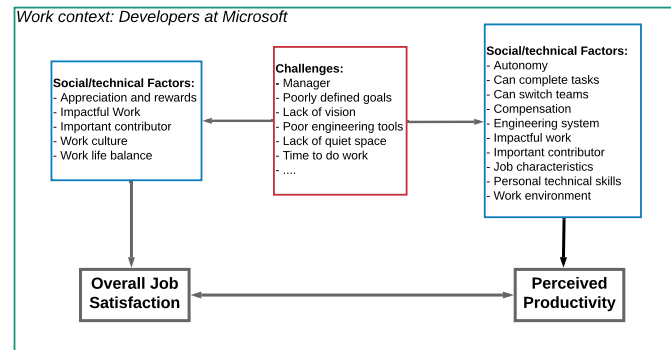 Work context: Developers at Microsoft
Social/technical Factors:
- Appreciation and rewards
- Impactful Work
- Important contributor
- Work culture
- Work life balance
Challenges:
- Manager
- Poorly defined goals
- Lack of vision
- Poor engineering tools
- Lack of quiet space
- Time to do work
- ....
Social/technical Factors:
- Autonomy
- Can complete tasks
- Can switch teams
- Compensation
- Engineering system
- Impactful work
- Important contributor
- Job characteristics
- Personal technical skills
- Work environment
Overall Job
Satisfaction
Perceived
Productivity